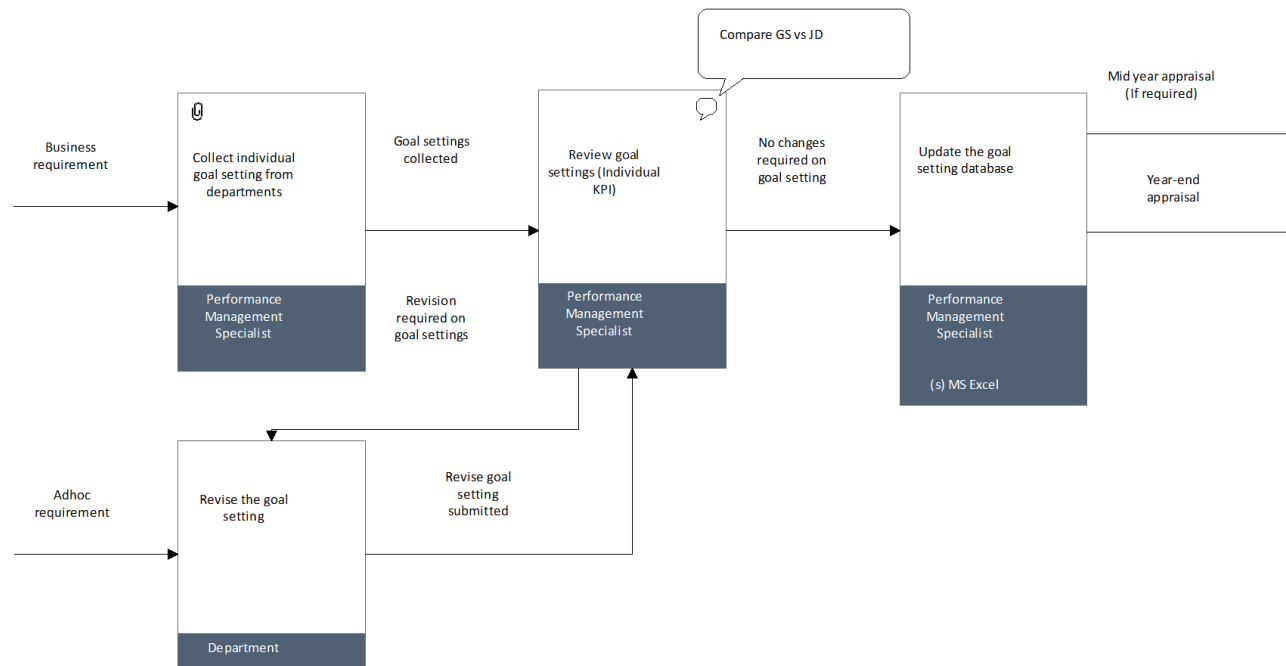 Compare GS vs JD
Mid year appraisal
(If required)
Business
requirement
Collect individual
goal setting from
departments
Goal settings
collected
Review goal
settings (Individual
KPI)
No changes
required on
goal setting
Update the goal
setting database
Year-end
appraisal
Performance
Management
Specialist
Revision
required on
goal settings
Performance
Management
Specialist
Performance
Management
Specialist
(s) MS Excel
Adhoc
requirement
Revise the goal
setting
Revise goal
setting
submitted
Department